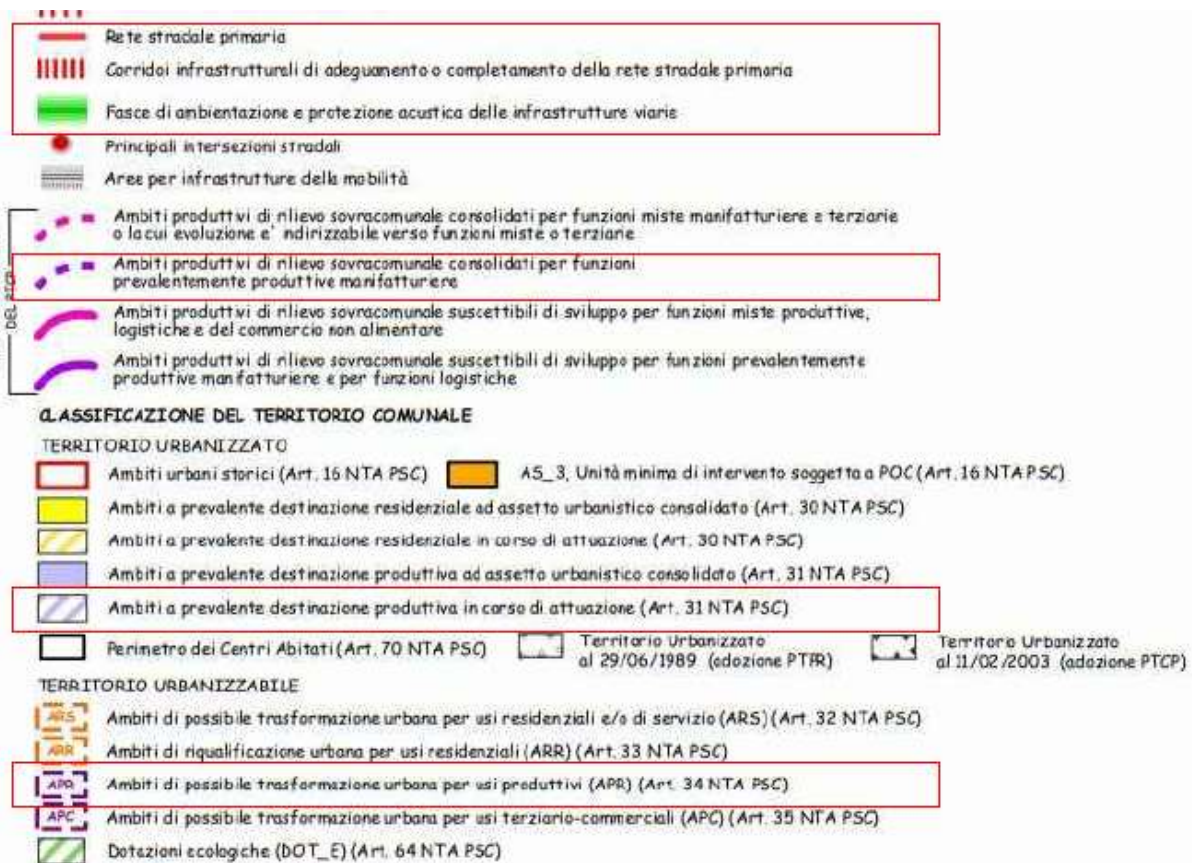 Rete stradale primaria
Corridoi infrastrutturali di adeguamento o completamento della rete stradale primaria
Fasce di ambientazione e protezione acustica delle infrastrutture viarie
Principali intersezioni stradali
Aree per infrastrutture della mobilità
DEL PTCP
Ambiti produttivi di rilievo sovracomunale consolidati per funzioni miste manifatturiere e terziarie
o la cui evoluzione e' ndirizzabile verso funzioni miste o terziarie
Ambiti produttivi di rilievo sovracomunale consolidati per funzioni
prevalentemente produttive manifatturiere
Ambiti produttivi di rilievo sovracomunale suscettibili di sviluppo per funzioni miste produttive,
logistiche e del commercio non alimentare
Ambiti produttivi di rilievo sovracomunale suscettibili di sviluppo per funzioni prevalentemente
produttive manifatturiere e per funzioni logistiche
CLASSIFICAZIONE DEL TERRITORIO COMUNALE
TERRITORIO URBANIZZATO
Ambiti urbani storici (Art. 16 NTA PSC) AS_3, Unità minima di intervento soggetta a POC (Art. 16 NTA PSC)
Ambiti a prevalente destinazione residenziale ad assetto urbanistico consolidato (Art. 30 NTA PSC)
Ambiti a prevalente destinazione residenziale in corso di attuazione (Art. 30 NTA PSC)
Ambiti a prevalente destinazione produttiva ad assetto urbanistico consolidato (Art. 31 NTA PSC)
Ambiti a prevalente destinazione produttiva in corso di attuazione (Art. 31 NTA PSC)
Perimetro dei Centri Abitati (Art. 70 NTA PSC) Territorio Urbanizzato Territorio Urbanizzato
al 29/06/1989 (adozione PTPR) al 11/02/2003 (adozione PTCP)
TERRITORIO URBANIZZABILE
ARS Ambiti di possibile trasformazione urbana per usi residenziali e/o di servizio (ARS) (Art. 32 NTA PSC)
ARR Ambiti di riqualificazione urbana per usi residenziali (ARR) (Art. 33 NTA PSC)
APR Ambiti di possibile trasformazione urbana per usi produttivi (APR) (Art. 34 NTA PSC)
APC Ambiti di possibile trasformazione urbana per usi terziario-commerciali (APC) (Art. 35 NTA PSC)
Dotazioni ecologiche (DOT_E) (Art. 64 NTA PSC)